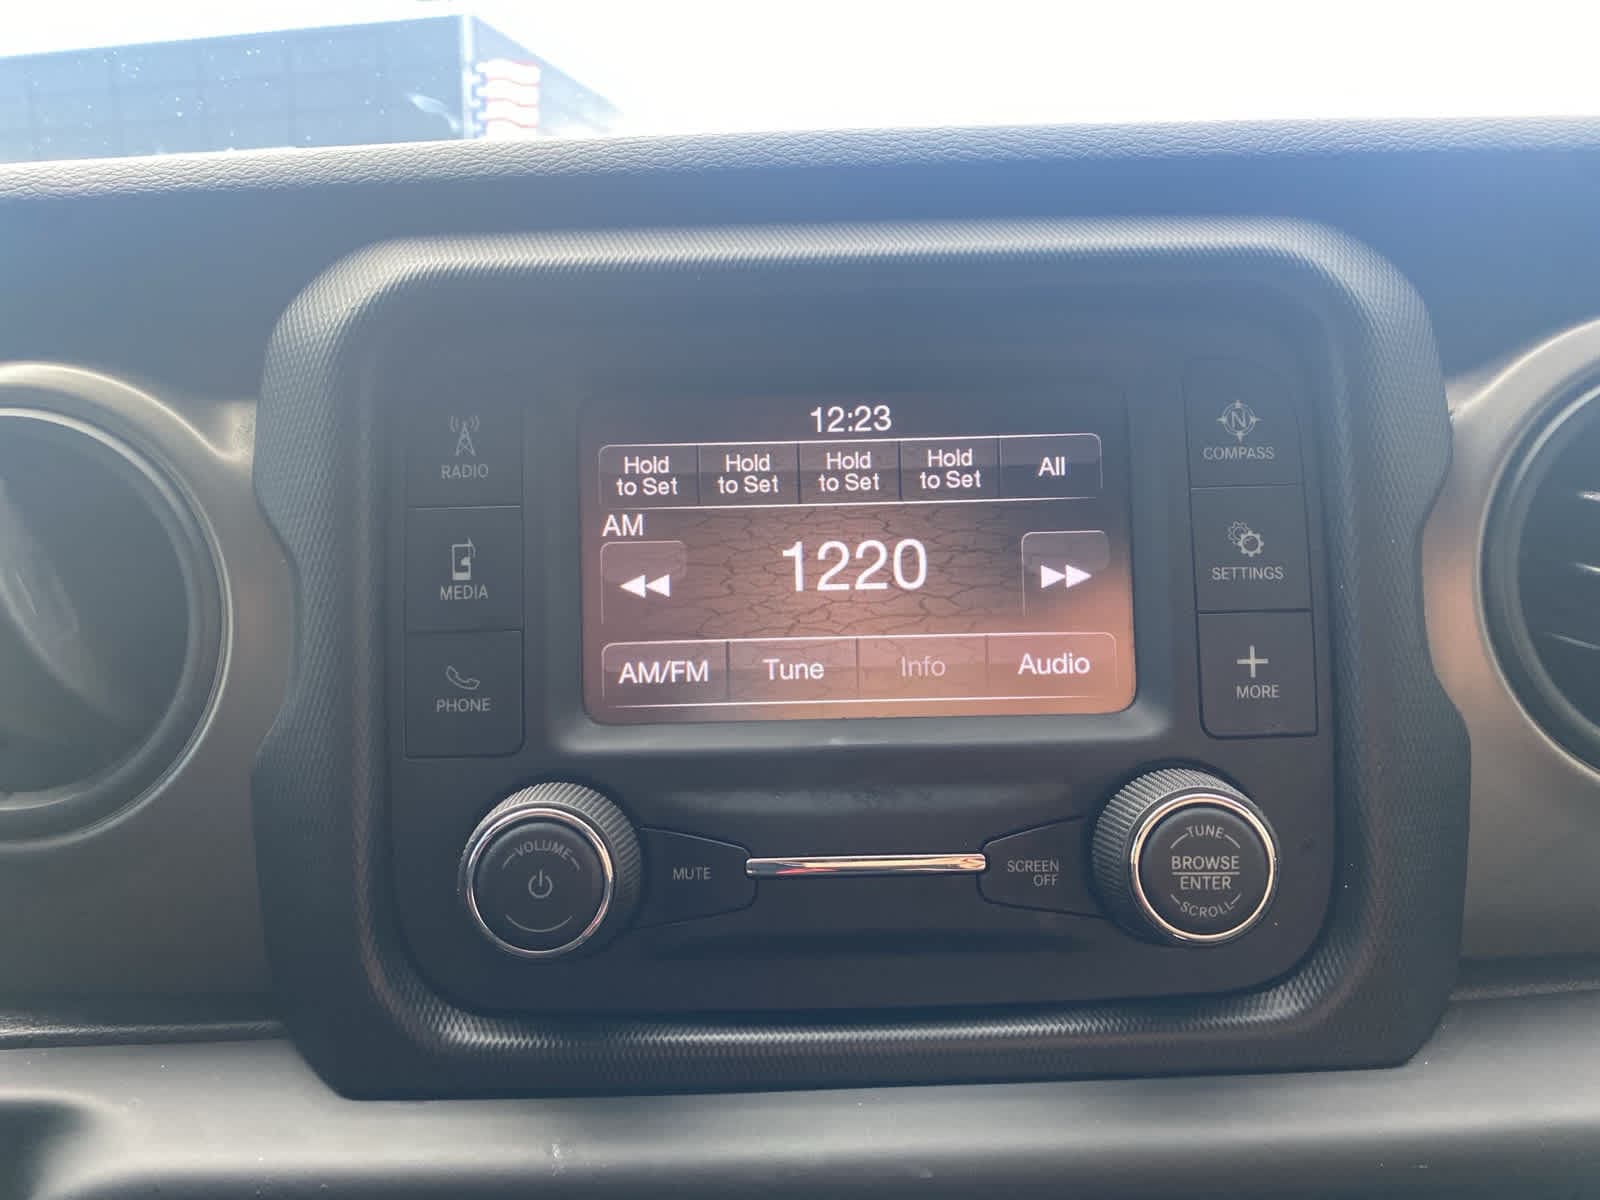 12:23
Hold
to Set
Hold
to Set
Hold
to Set
Hold
to Set
All
AM
1220
AM/FM
Tune
Info
Audio
RADIO
MEDIA
PHONE
N
COMPASS
SETTINGS
MORE
VOLUME
MUTE
SCREEN
OFF
TUNE
BROWSE
ENTER
SCROLL